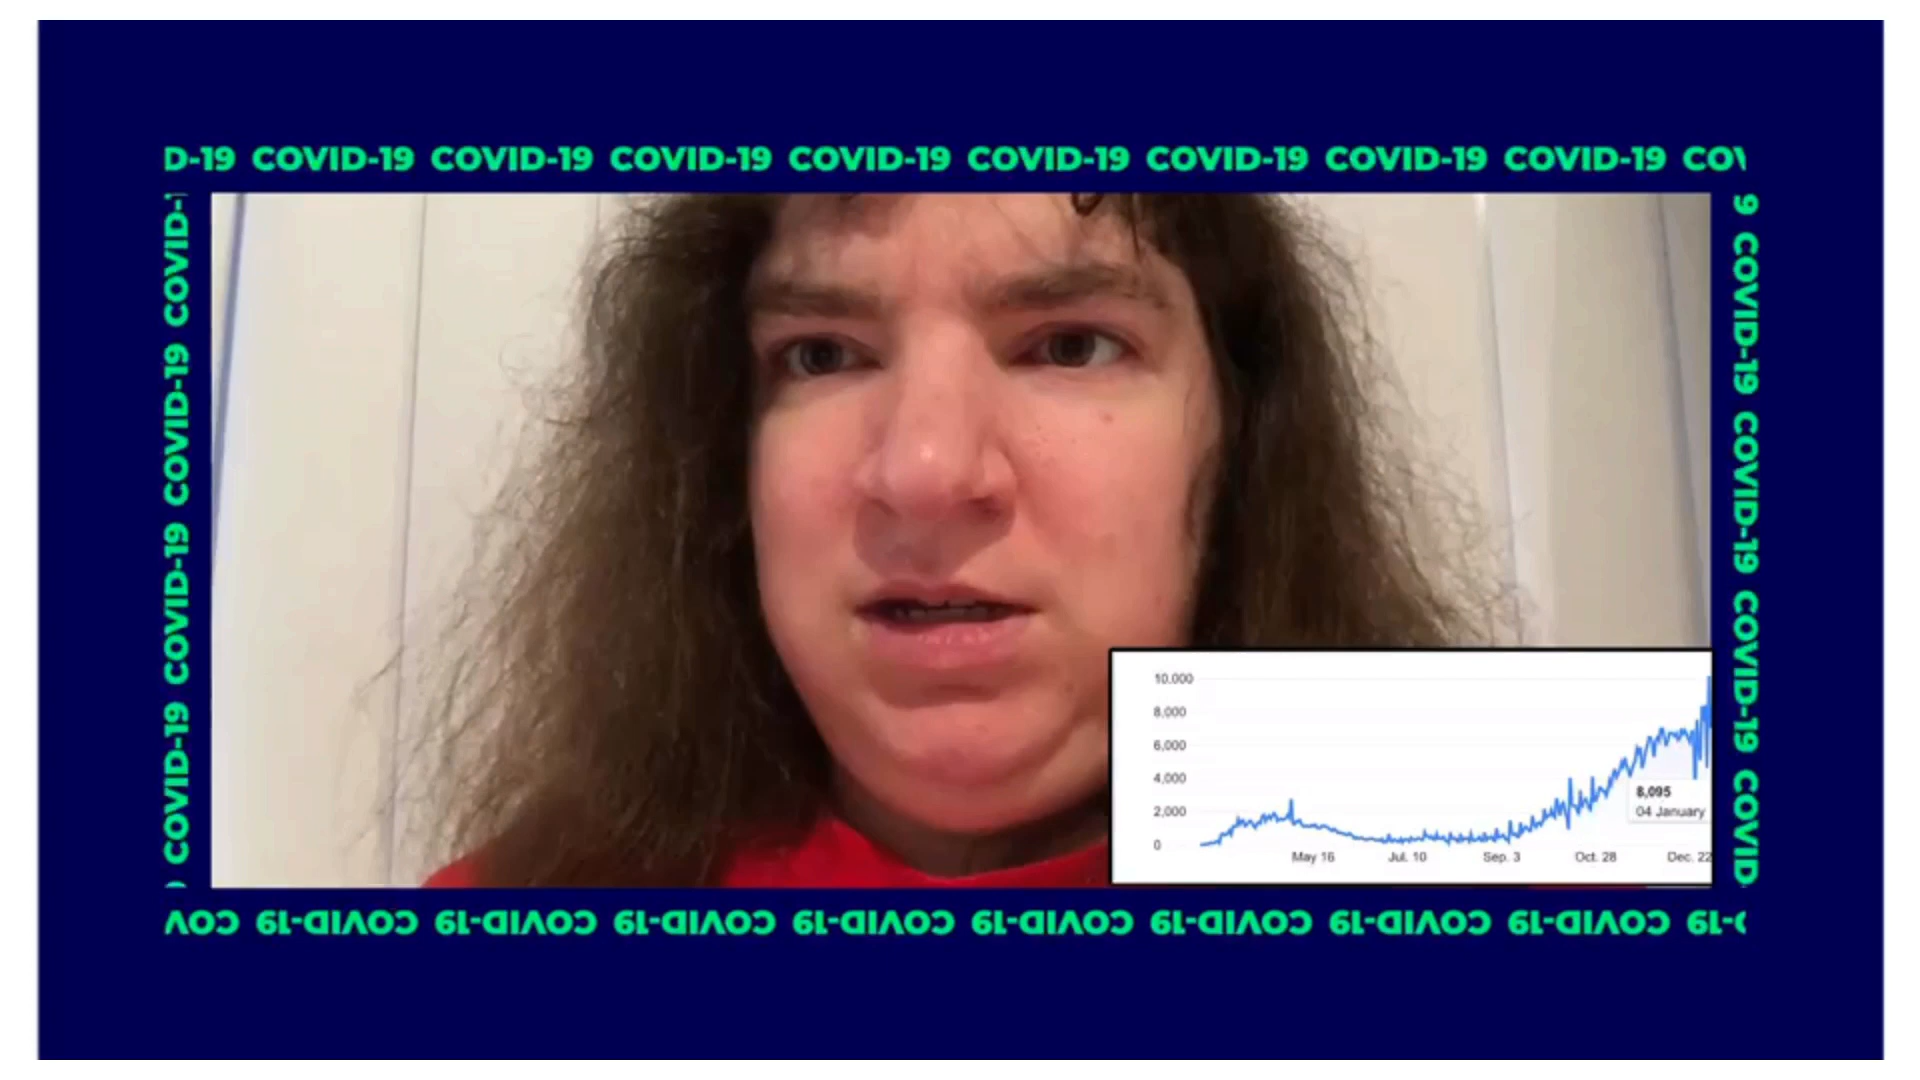 D-19 COVID-19 COVID-19 COVID-19 COVID-19 COVID-19 COVID-19 COVID-19 COVID-19 COV
COVID-19 COVID-19 COVID-19 COVID-1
9 COVID-19 COVID-19 COVID-19 COVID
10,000
8,000
6,000
4,000
2,000
0
8,095
04 January
May 16 Jul. 10 Sep. 3 Oct. 28 Dec. 22
-19 COVID-19 COVID-19 COVID-19 COVID-19 COVID-19 COVID-19 COVID-19 COVID-19 COV